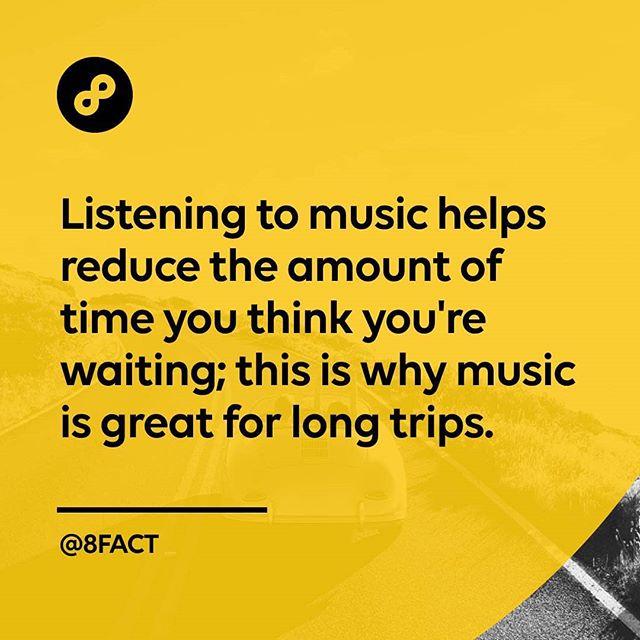 Listening to music helps
reduce the amount of
time you think you're
waiting; this is why music
is great for long trips.
@8FACT